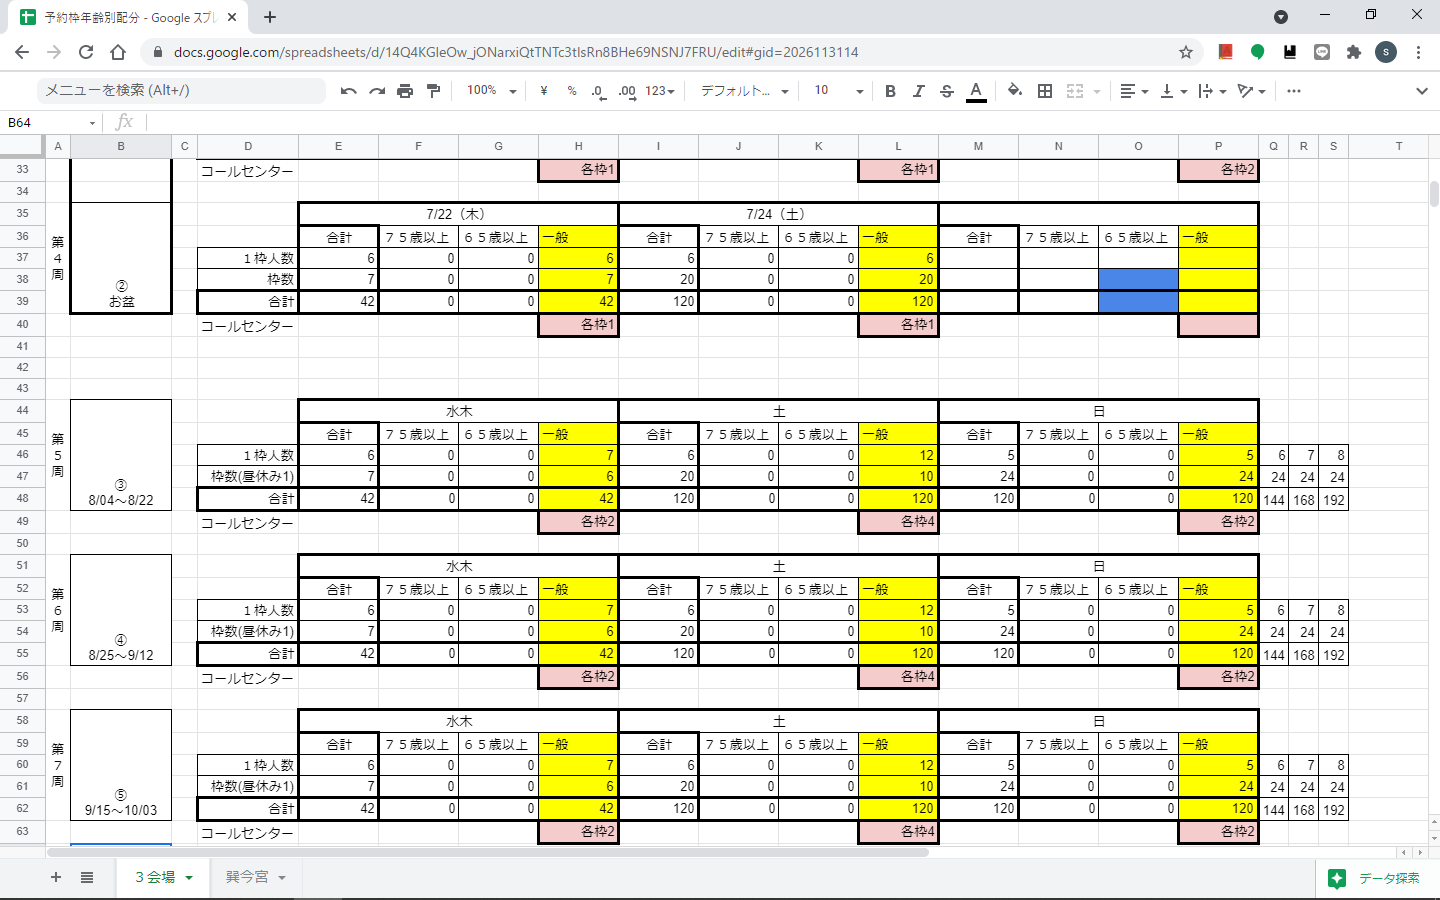 予約枠年齢別配分 - Google スプレ
docs.google.com/spreadsheets/d/14Q4KGleOw_jONarxiQtTNTc3tIsRn8BHe69NSNJ7FRU/edit#gid=2026113114
S
メニューを検索 (Alt+/)
100% ¥ % .0 .00 123 デフォルト... 10 B I S A
B64 fx
A B C D E F G H I J K L M N O P Q R S T
33 コールセンター 各枠1 各枠1 各枠2
34
35 7/22（木） 7/24（土）
36 合計 ７５歳以上 ６５歳以上 一般 合計 ７５歳以上 ６５歳以上 一般 合計 ７５歳以上 ６５歳以上 一般
第4周
37 １枠人数 6 0 0 6 6 0 0 6
38 ② 枠数 7 0 0 7 20 0 0 20
39 お盆 合計 42 0 0 42 120 0 0 120
40 コールセンター 各枠1 各枠1
41
42
43
44 水木 土 日
45 合計 ７５歳以上 ６５歳以上 一般 合計 ７５歳以上 ６５歳以上 一般 合計 ７５歳以上 ６５歳以上 一般
第5周
46 １枠人数 6 0 0 7 6 0 0 12 5 0 0 5 6 7 8
47 ③ 枠数(昼休み1) 7 0 0 6 20 0 0 10 24 0 0 24 24 24 24
48 8/04～8/22 合計 42 0 0 42 120 0 0 120 120 0 0 120 144 168 192
49 コールセンター 各枠2 各枠4 各枠2
50
51 水木 土 日
52 合計 ７５歳以上 ６５歳以上 一般 合計 ７５歳以上 ６５歳以上 一般 合計 ７５歳以上 ６５歳以上 一般
第6周
53 １枠人数 6 0 0 7 6 0 0 12 5 0 0 5 6 7 8
54 ④ 枠数(昼休み1) 7 0 0 6 20 0 0 10 24 0 0 24 24 24 24
55 8/25～9/12 合計 42 0 0 42 120 0 0 120 120 0 0 120 144 168 192
56 コールセンター 各枠2 各枠4 各枠2
57
58 水木 土 日
59 合計 ７５歳以上 ６５歳以上 一般 合計 ７５歳以上 ６５歳以上 一般 合計 ７５歳以上 ６５歳以上 一般
第7周
60 １枠人数 6 0 0 7 6 0 0 12 5 0 0 5 6 7 8
61 ⑤ 枠数(昼休み1) 7 0 0 6 20 0 0 10 24 0 0 24 24 24 24
62 9/15～10/03 合計 42 0 0 42 120 0 0 120 120 0 0 120 144 168 192
63 コールセンター 各枠2 各枠4 各枠2
３会場 巽今宮 データ探索